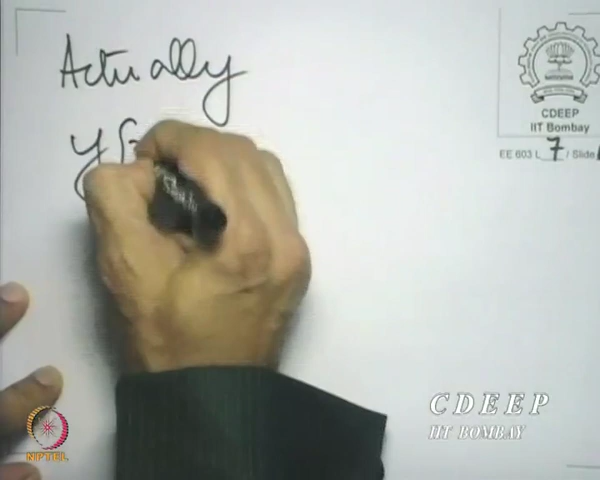 Actually
y
CDEEP
IIT Bombay
EE 603 L 7 / Slide
CDEEP
IIT BOMBAY
NPTEL